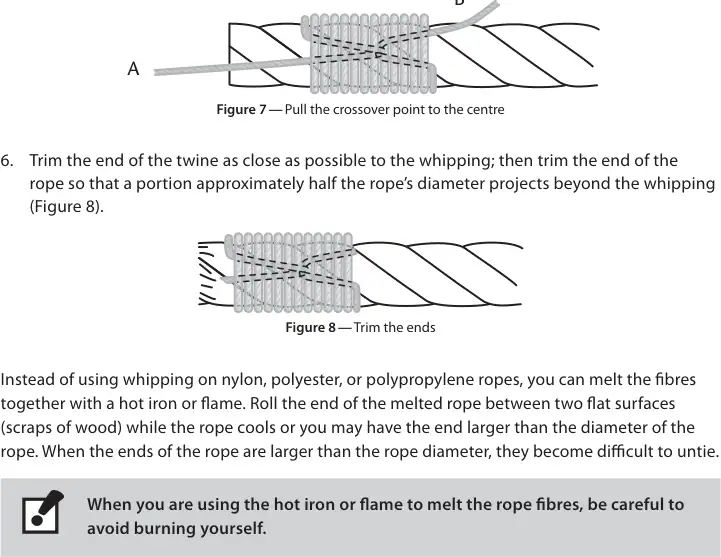 B
A
Figure 7 — Pull the crossover point to the centre
6. Trim the end of the twine as close as possible to the whipping; then trim the end of the
rope so that a portion approximately half the rope’s diameter projects beyond the whipping
(Figure 8).
Figure 8 — Trim the ends
Instead of using whipping on nylon, polyester, or polypropylene ropes, you can melt the fibres
together with a hot iron or flame. Roll the end of the melted rope between two flat surfaces
(scraps of wood) while the rope cools or you may have the end larger than the diameter of the
rope. When the ends of the rope are larger than the rope diameter, they become difficult to untie.
When you are using the hot iron or flame to melt the rope fibres, be careful to
avoid burning yourself.